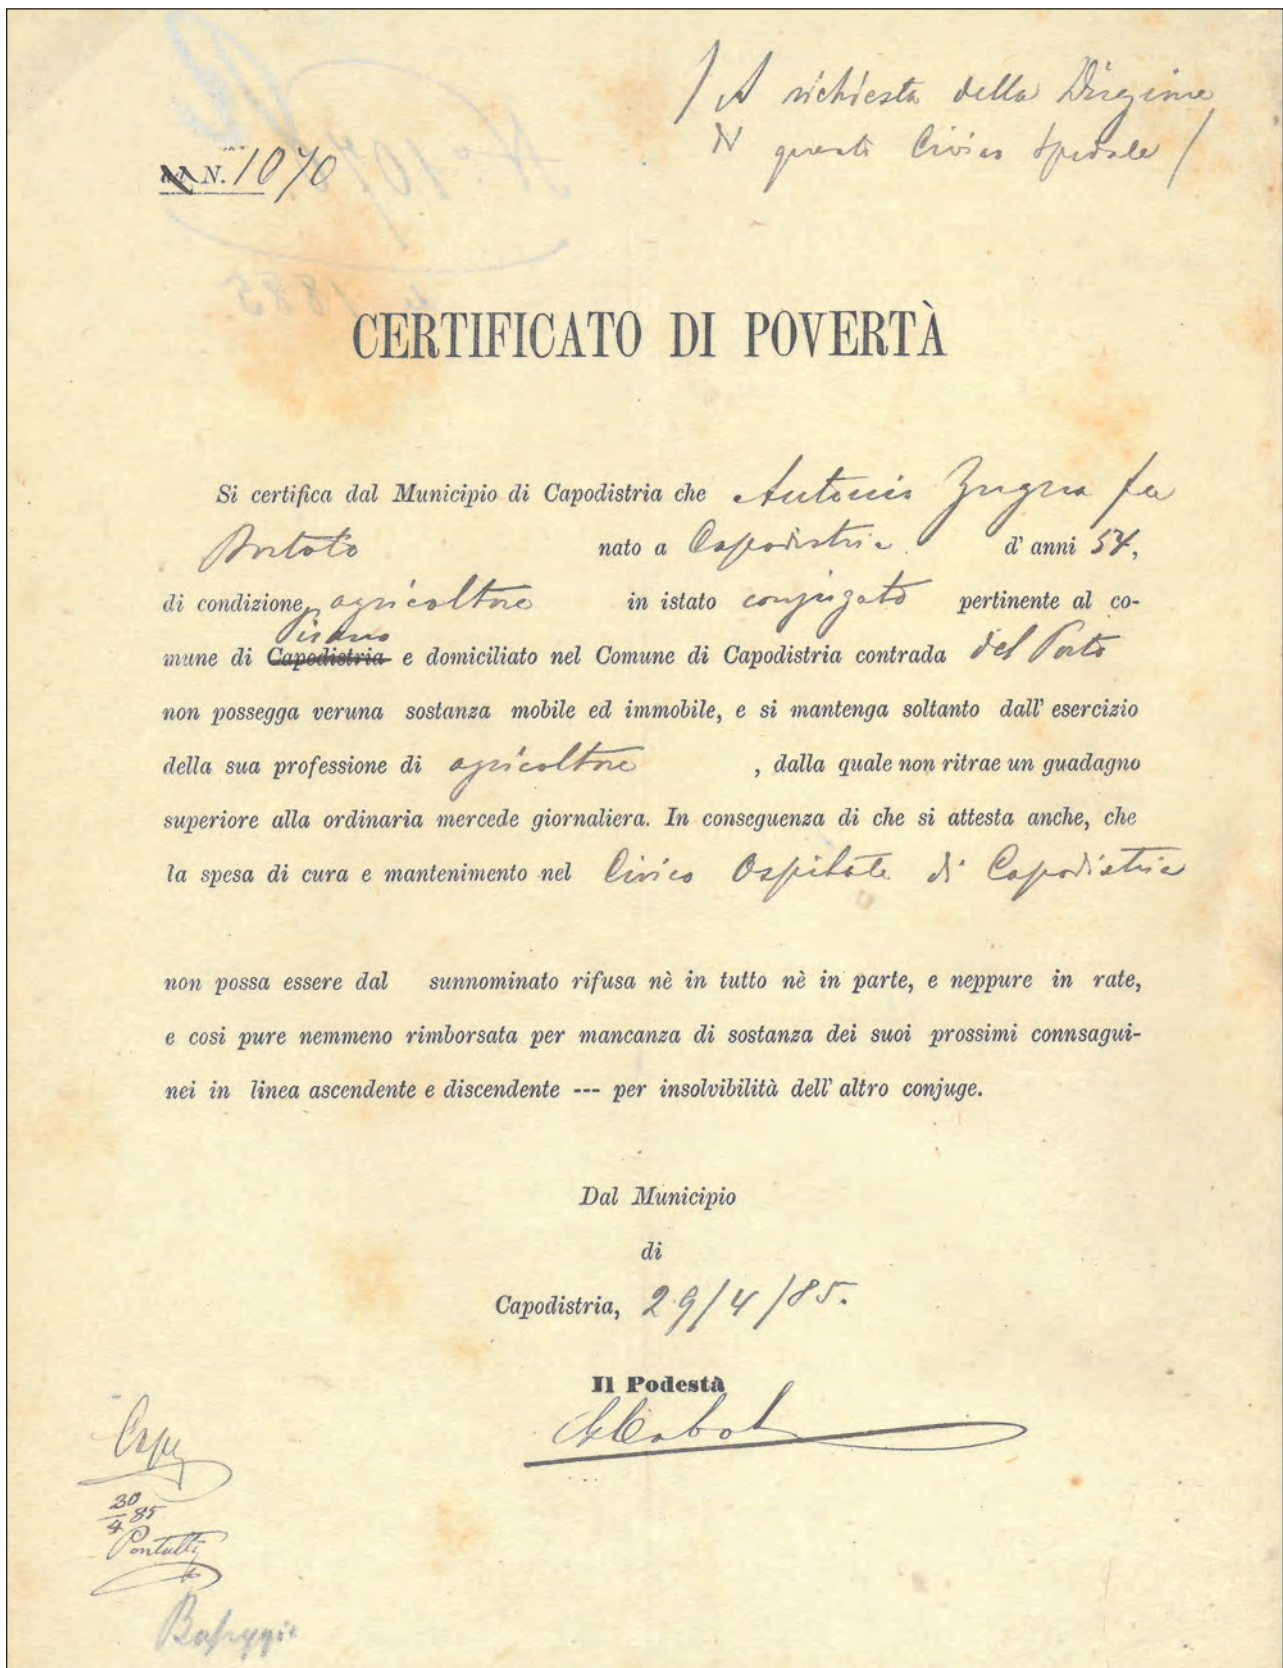 / A richiesta della Direzione
di questo Civico Spedale /
ad N. 1070
CERTIFICATO DI POVERTÀ
Si certifica dal Municipio di Capodistria che Antonio Zugna fu
Bortolo nato a Capodistria d' anni 54,
di condizione agricoltore in istato conjugato pertinente al co-
Pirano
mune di Capodistria e domiciliato nel Comune di Capodistria contrada del Porto
non possegga veruna sostanza mobile ed immobile, e si mantenga soltanto dall' esercizio
della sua professione di agricoltore , dalla quale non ritrae un guadagno
superiore alla ordinaria mercede giornaliera. In conseguenza di che si attesta anche, che
la spesa di cura e mantenimento nel Civico Ospitale di Capodistria
non possa essere dal sunnominato rifusa nè in tutto nè in parte, e neppure in rate,
e cosi pure nemmeno rimborsata per mancanza di sostanza dei suoi prossimi connsagui-
nei in linea ascendente e discendente --- per insolvibilità dell' altro conjuge.
Dal Municipio
di
Capodistria, 29/4/85.
Il Podestà
30
4 85